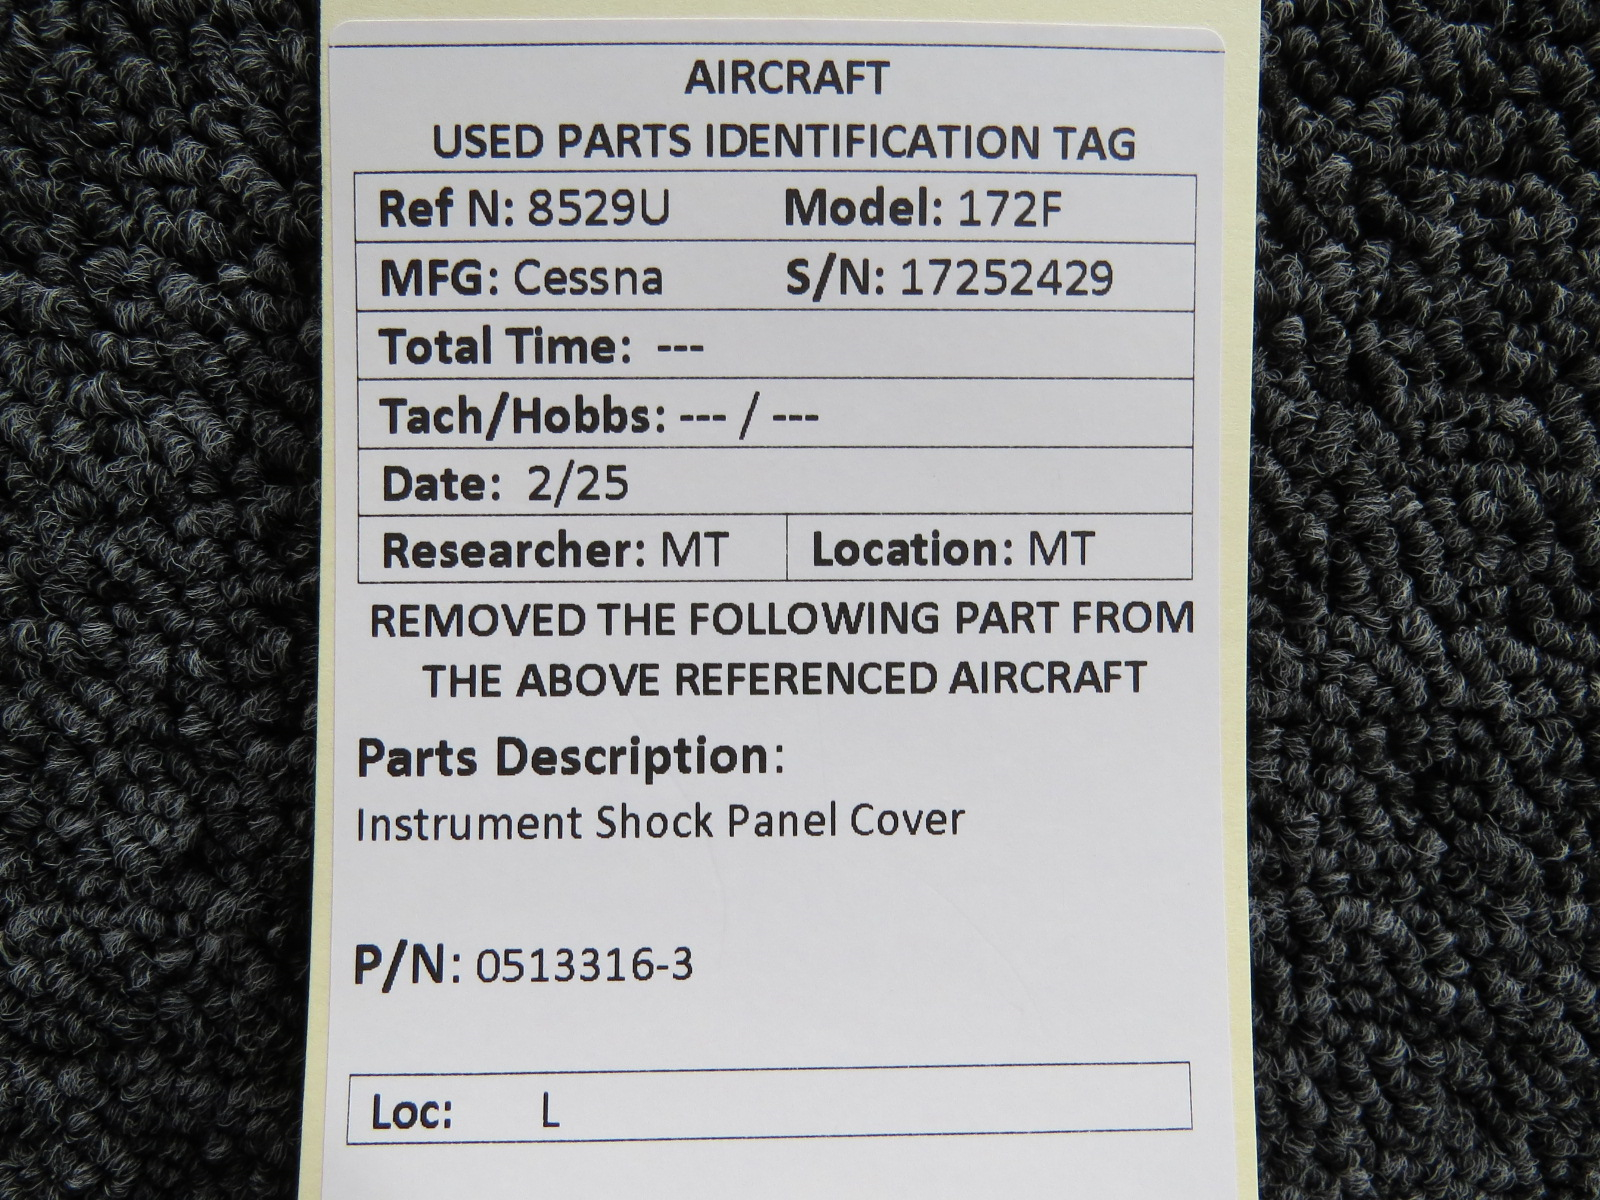 AIRCRAFT
USED PARTS IDENTIFICATION TAG
Ref N: 8529U Model: 172F
MFG: Cessna S/N: 17252429
Total Time: ---
Tach/Hobbs: --- / ---
Date: 2/25
Researcher: MT Location: MT
REMOVED THE FOLLOWING PART FROM
THE ABOVE REFERENCED AIRCRAFT
Parts Description:
Instrument Shock Panel Cover
P/N: 0513316-3
Loc: L